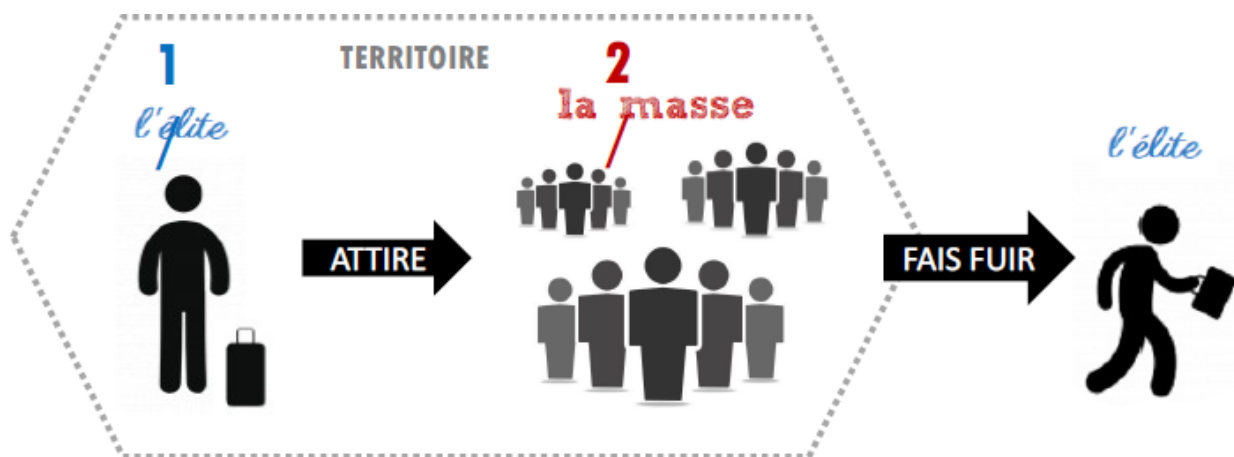 1
l'élite
TERRITOIRE
2
la masse
ATTIRE
FAIS FUIR
l'élite